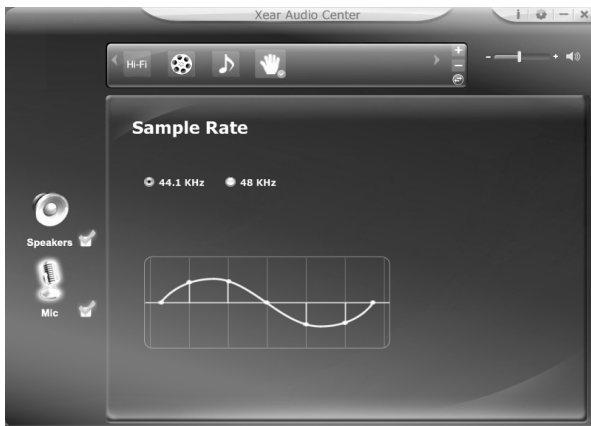 Xear Audio Center
Hi-Fi
Sample Rate
44.1 KHz
48 KHz
Speakers
Mic